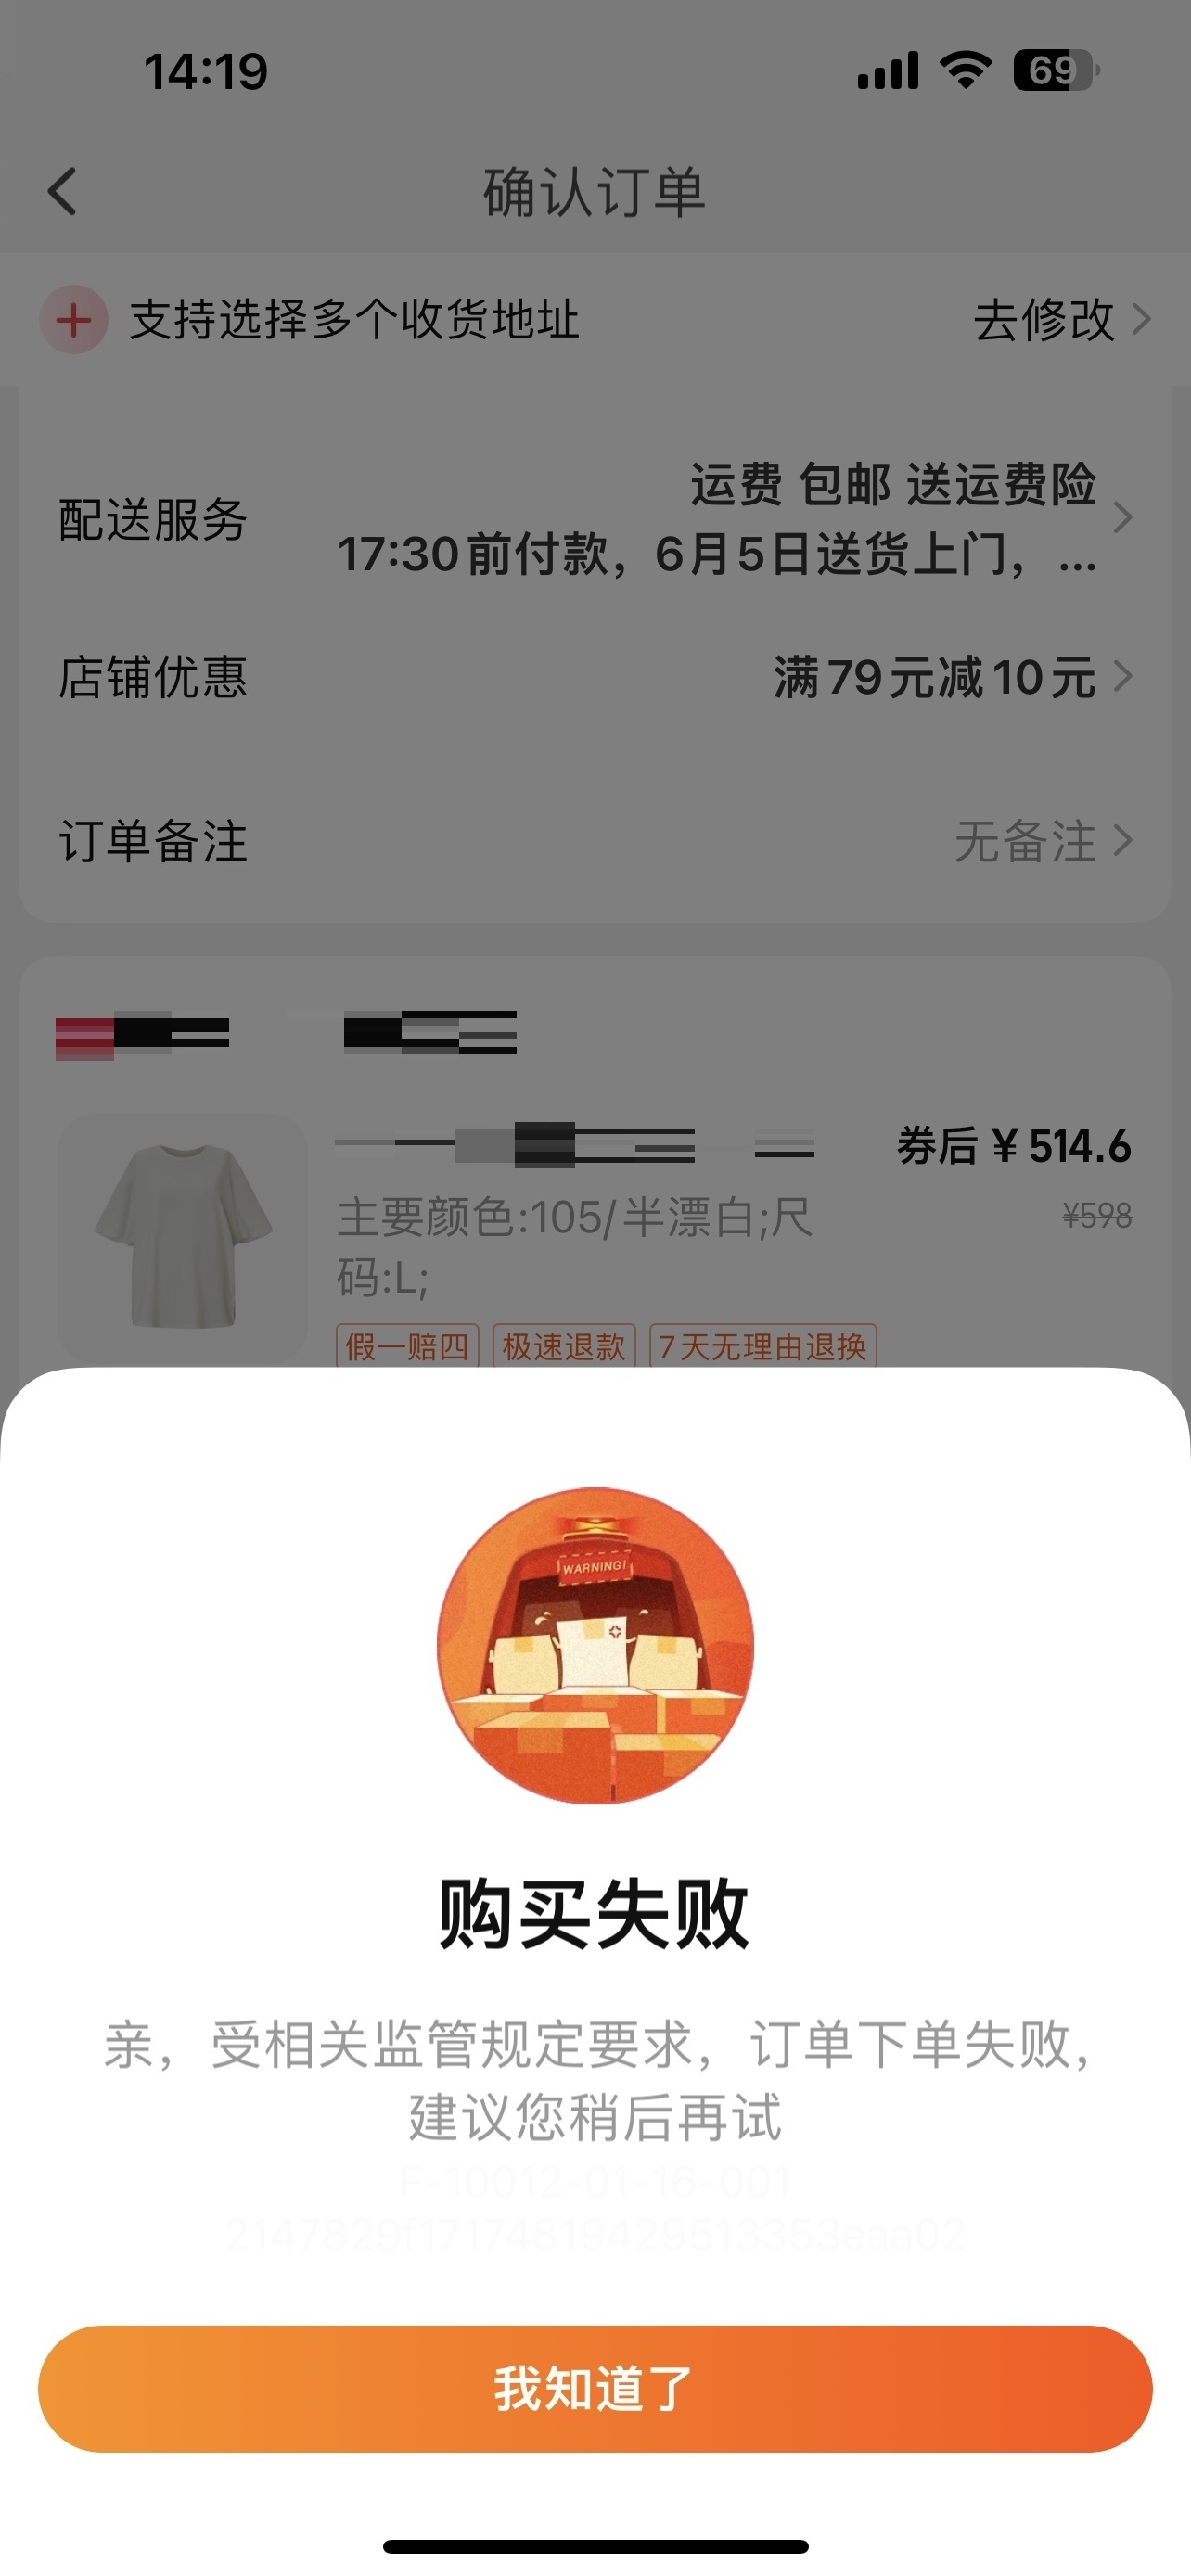 14:19
69
确认订单
支持选择多个收货地址 去修改
运费 包邮 送运费险
配送服务
17:30前付款，6月5日送货上门，...
店铺优惠 满79元减10元
订单备注 无备注
券后 ¥514.6
主要颜色:105/半漂白;尺
¥598
码:L;
假一赔四 极速退款 7天无理由退换
WARNING!
购买失败
亲，受相关监管规定要求，订单下单失败，
建议您稍后再试
F-10012-01-16-001
2147829f17174819429513353eaa02
我知道了